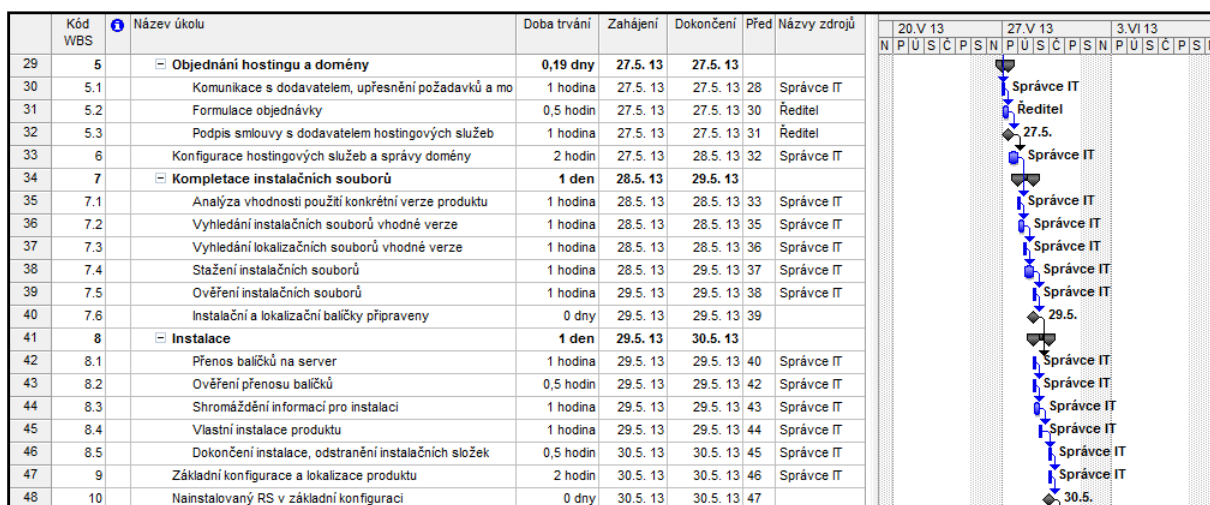 Kód WBS Název úkolu Doba trvání Zahájení Dokončení Před Názvy zdrojů 20.V 13 27.V 13 3.VI 13
N P Ú S Č P S N P Ú S Č P S N P Ú S Č P S N
29 5 Objednání hostingu a domény 0,19 dny 27.5. 13 27.5. 13
30 5.1 Komunikace s dodavatelem, upřesnění požadavků a mo 1 hodina 27.5. 13 27.5. 13 28 Správce IT Správce IT
31 5.2 Formulace objednávky 0,5 hodin 27.5. 13 27.5. 13 30 Ředitel Ředitel
32 5.3 Podpis smlouvy s dodavatelem hostingových služeb 1 hodina 27.5. 13 27.5. 13 31 Ředitel 27.5.
33 6 Konfigurace hostingových služeb a správy domény 2 hodin 27.5. 13 28.5. 13 32 Správce IT Správce IT
34 7 Kompletace instalačních souborů 1 den 28.5. 13 29.5. 13
35 7.1 Analýza vhodnosti použití konkrétní verze produktu 1 hodina 28.5. 13 28.5. 13 33 Správce IT Správce IT
36 7.2 Vyhledání instalačních souborů vhodné verze 1 hodina 28.5. 13 28.5. 13 35 Správce IT Správce IT
37 7.3 Vyhledání lokalizačních souborů vhodné verze 1 hodina 28.5. 13 28.5. 13 36 Správce IT Správce IT
38 7.4 Stažení instalačních souborů 1 hodina 28.5. 13 29.5. 13 37 Správce IT Správce IT
39 7.5 Ověření instalačních souborů 1 hodina 29.5. 13 29.5. 13 38 Správce IT Správce IT
40 7.6 Instalační a lokalizační balíčky připraveny 0 dny 29.5. 13 29.5. 13 39 29.5.
41 8 Instalace 1 den 29.5. 13 30.5. 13
42 8.1 Přenos balíčků na server 1 hodina 29.5. 13 29.5. 13 40 Správce IT Správce IT
43 8.2 Ověření přenosu balíčků 0,5 hodin 29.5. 13 29.5. 13 42 Správce IT Správce IT
44 8.3 Shromáždění informací pro instalaci 1 hodina 29.5. 13 29.5. 13 43 Správce IT Správce IT
45 8.4 Vlastní instalace produktu 1 hodina 29.5. 13 29.5. 13 44 Správce IT Správce IT
46 8.5 Dokončení instalace, odstranění instalačních složek 0,5 hodin 30.5. 13 30.5. 13 45 Správce IT Správce IT
47 9 Základní konfigurace a lokalizace produktu 2 hodin 30.5. 13 30.5. 13 46 Správce IT Správce IT
48 10 Nainstalovaný RS v základní konfiguraci 0 dny 30.5. 13 30.5. 13 47 30.5.